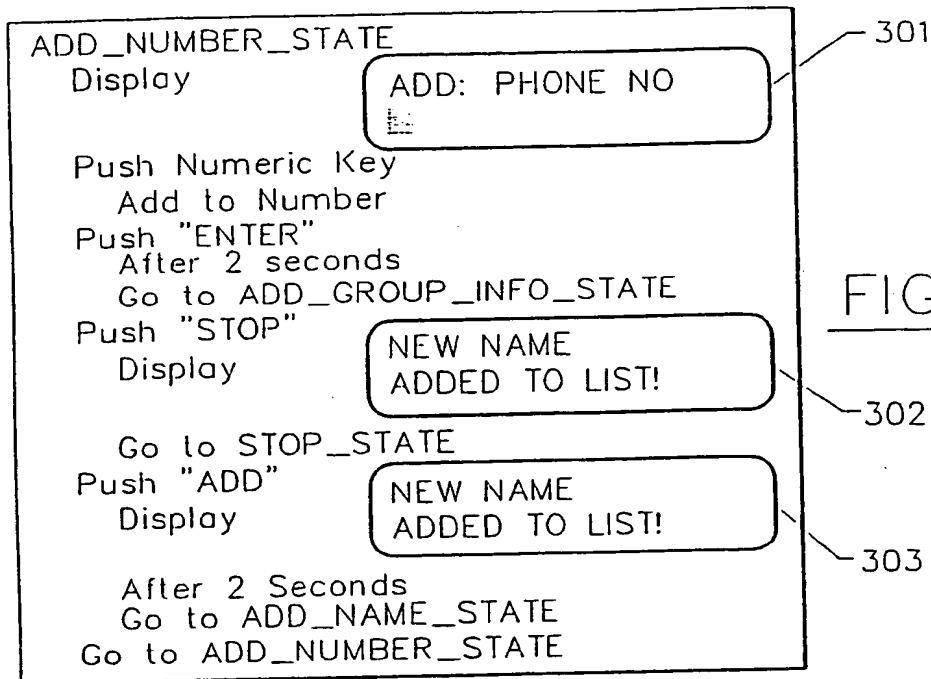 ADD_NUMBER_STATE
301
Display
ADD: PHONE NO
Push Numeric Key
Add to Number
Push "ENTER"
After 2 seconds
Go to ADD_GROUP_INFO_STATE
FIG
Push "STOP"
Display
NEW NAME
ADDED TO LIST!
302
Go to STOP_STATE
Push "ADD"
Display
NEW NAME
ADDED TO LIST!
303
After 2 Seconds
Go to ADD_NAME_STATE
Go to ADD_NUMBER_STATE